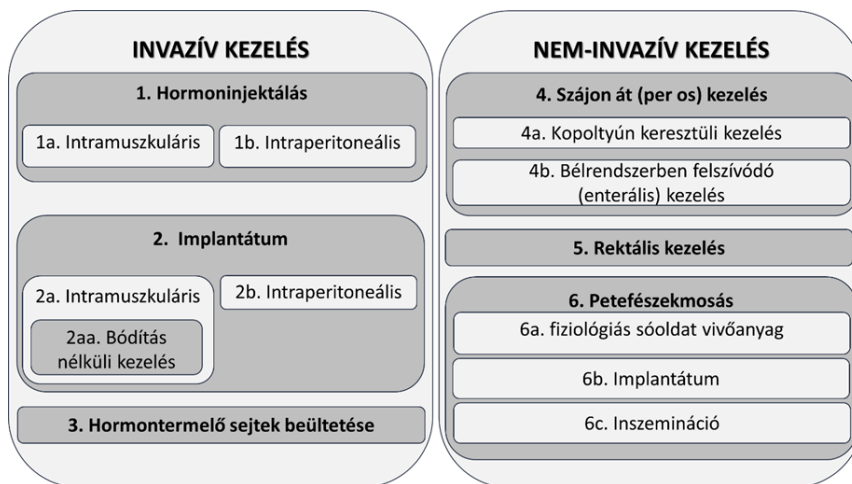 INVAZÍV KEZELÉS
1. Hormoninjektálás
1a. Intramuszkuláris
1b. Intraperitoneális
2. Implantátum
2a. Intramuszkuláris
2b. Intraperitoneális
2aa. Bódítás
nélküli kezelés
3. Hormontermelő sejtek beültetése
NEM-INVAZÍV KEZELÉS
4. Szájon át (per os) kezelés
4a. Kopoltyún keresztüli kezelés
4b. Bélrendszerben felszívódó
(enterális) kezelés
5. Rektális kezelés
6. Petefészekmosás
6a. fiziológiás sóoldat vivőanyag
6b. Implantátum
6c. Inszemináció